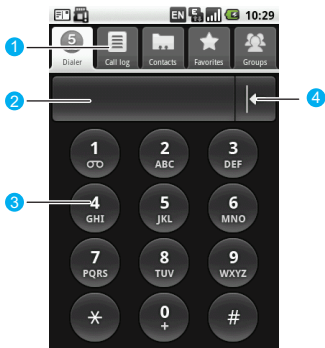 EN E 10:29
5
Dialer Call log Contacts Favorites Groups
1
2
4
1 2 3
ABC DEF
3
4 5 6
GHI JKL MNO
7 8 9
PQRS TUV WXYZ
* 0 #
+